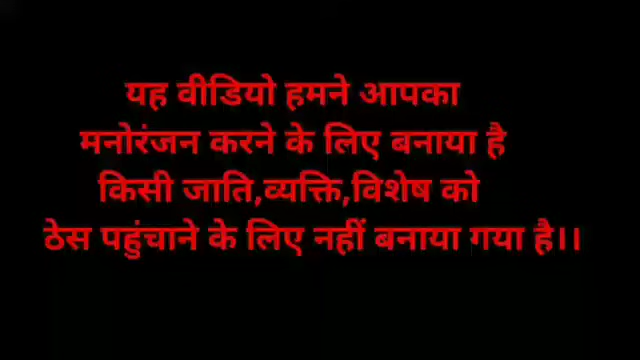 यह वीडियो हमने आपका
मनोरंजन करने के लिए बनाया है
किसी जाति,व्यक्ति,विशेष को
ठेस पहुंचाने के लिए नहीं बनाया गया है।।